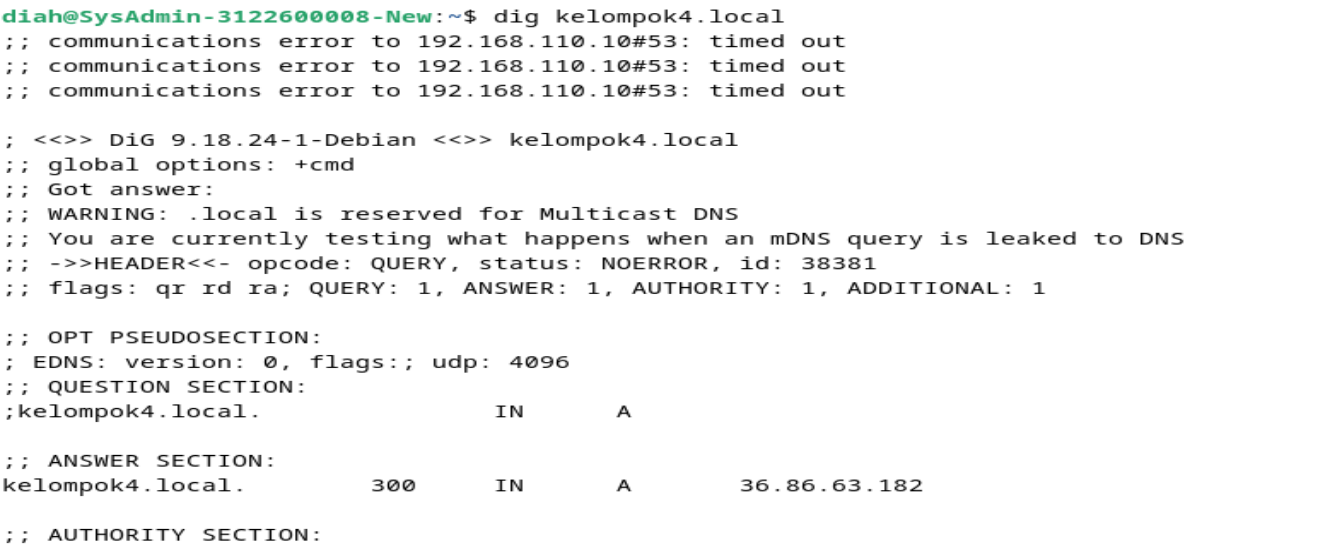 diah@SysAdmin-3122600008-New:~$ dig kelompok4.local
;; communications error to 192.168.110.10#53: timed out
;; communications error to 192.168.110.10#53: timed out
;; communications error to 192.168.110.10#53: timed out

; <<>> DiG 9.18.24-1-Debian <<>> kelompok4.local
;; global options: +cmd
;; Got answer:
;; WARNING: .local is reserved for Multicast DNS
;; You are currently testing what happens when an mDNS query is leaked to DNS
;; ->>HEADER<<- opcode: QUERY, status: NOERROR, id: 38381
;; flags: qr rd ra; QUERY: 1, ANSWER: 1, AUTHORITY: 1, ADDITIONAL: 1

;; OPT PSEUDOSECTION:
; EDNS: version: 0, flags:; udp: 4096
;; QUESTION SECTION:
;kelompok4.local. IN A

;; ANSWER SECTION:
kelompok4.local. 300 IN A 36.86.63.182

;; AUTHORITY SECTION: